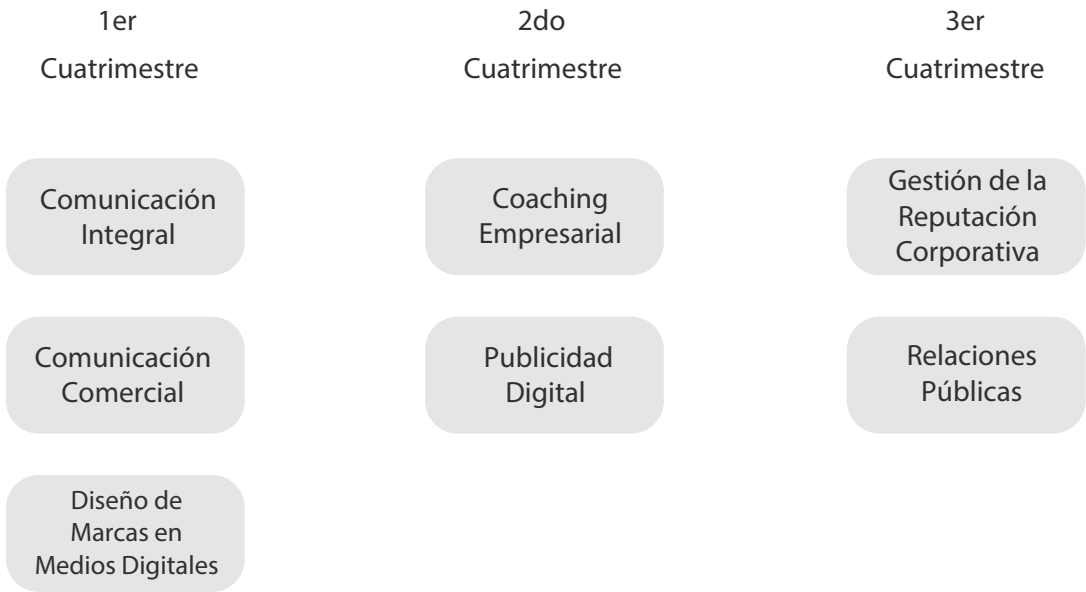 1er
Cuatrimestre
2do
Cuatrimestre
3er
Cuatrimestre
Comunicación
Integral
Coaching
Empresarial
Gestión de la
Reputación
Corporativa
Comunicación
Comercial
Publicidad
Digital
Relaciones
Públicas
Diseño de
Marcas en
Medios Digitales